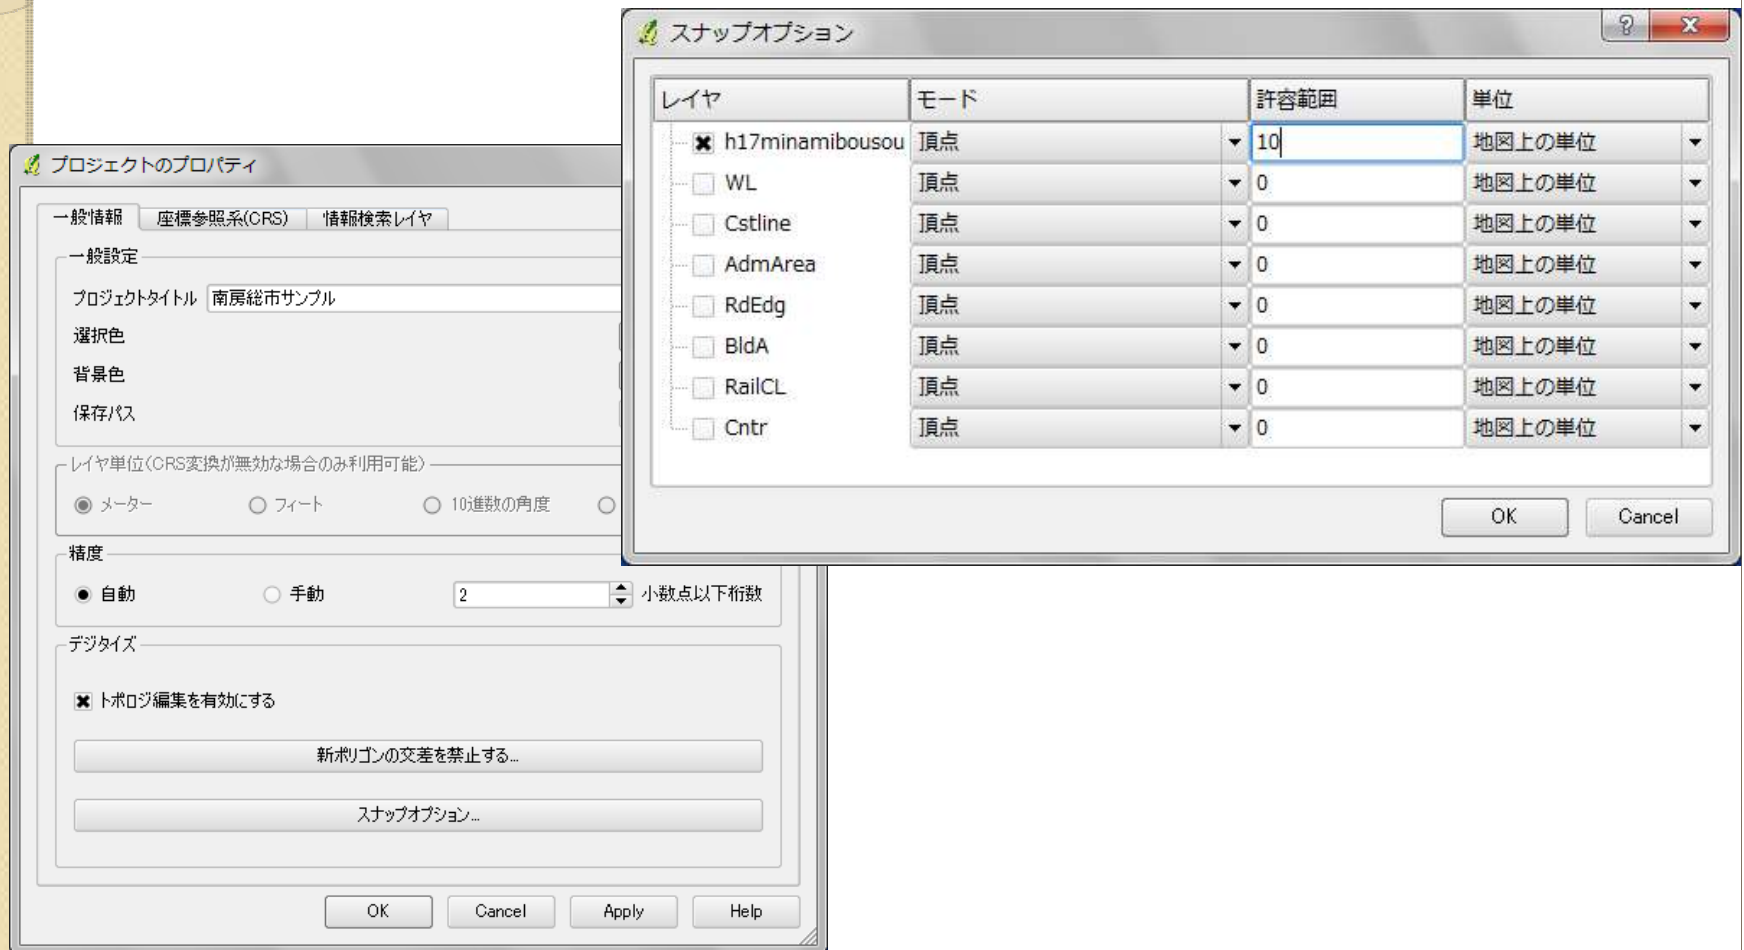 スナップオプション
レイヤ モード 許容範囲 単位
h17minamibousou 頂点 10 地図上の単位
WL 頂点 0 地図上の単位
Cstline 頂点 0 地図上の単位
AdmArea 頂点 0 地図上の単位
RdEdg 頂点 0 地図上の単位
BldA 頂点 0 地図上の単位
RailCL 頂点 0 地図上の単位
Cntr 頂点 0 地図上の単位
OK Cancel
プロジェクトのプロパティ
一般情報 座標参照系(CRS) 情報検索レイヤ
一般設定
プロジェクトタイトル 南房総市サンプル
選択色
背景色
保存パス
レイヤ単位(CRS変換が無効な場合のみ利用可能)
メーター フィート 10進数の角度
精度
自動 手動 2 小数点以下桁数
デジタイズ
トポロジ編集を有効にする
新ポリゴンの交差を禁止する...
スナップオプション...
OK Cancel Apply Help